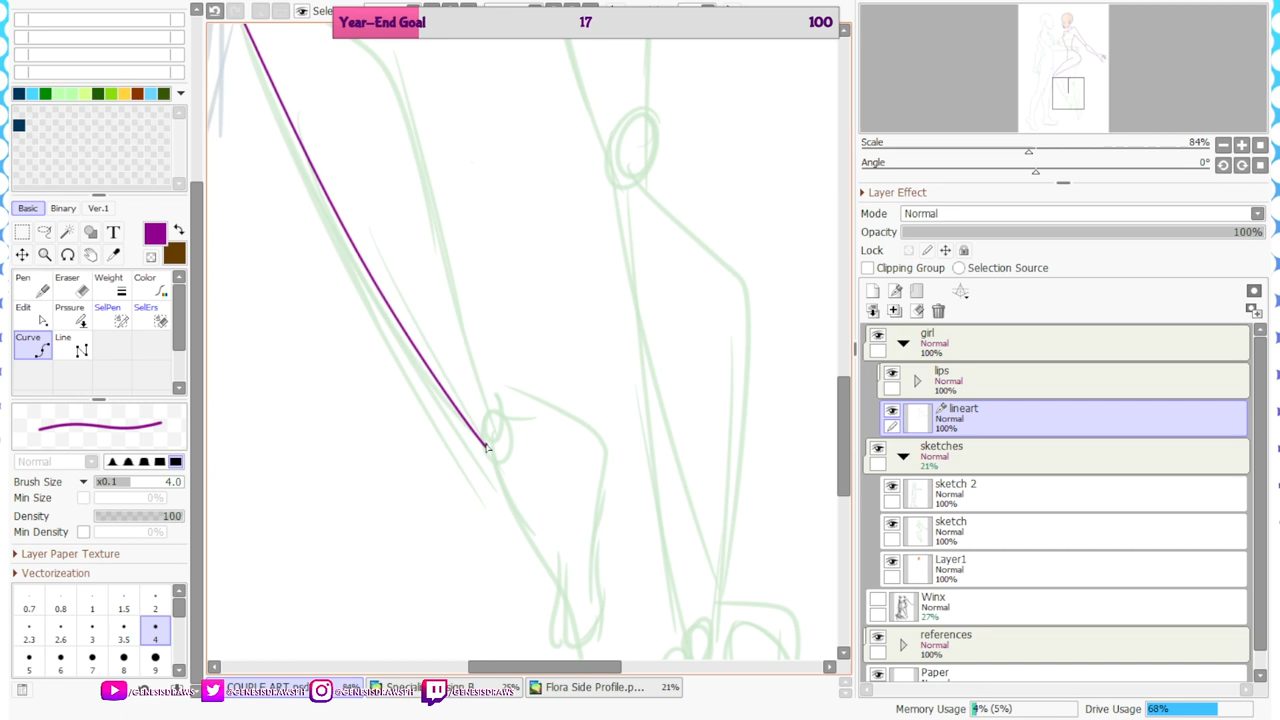 Sele
Year-End Goal 17 100
Basic Binary Ver.1
Pen Eraser Weight Color
Edit Prssure SelPen SelErs
Curve Line
Normal
Brush Size x0.1 4.0
Min Size 0%
Density 100
Min Density 0%
Layer Paper Texture
Vectorization
0.7 0.8 1 1.5 2
2.3 2.6 3 3.5 4
5 6 7 8 9
Scale 84%
Angle 0°
Layer Effect
Mode Normal
Opacity 100%
Lock
Clipping Group Selection Source
girl
Normal
100%
lips
Normal
100%
lineart
Normal
100%
sketches
Normal
21%
sketch 2
Normal
100%
sketch
Normal
100%
Layer1
Normal
100%
Winx
Normal
27%
references
Normal
100%
Paper
Normal
25% Flora Side Profile.p... 21%
Memory Usage 4% (5%) Drive Usage 68%